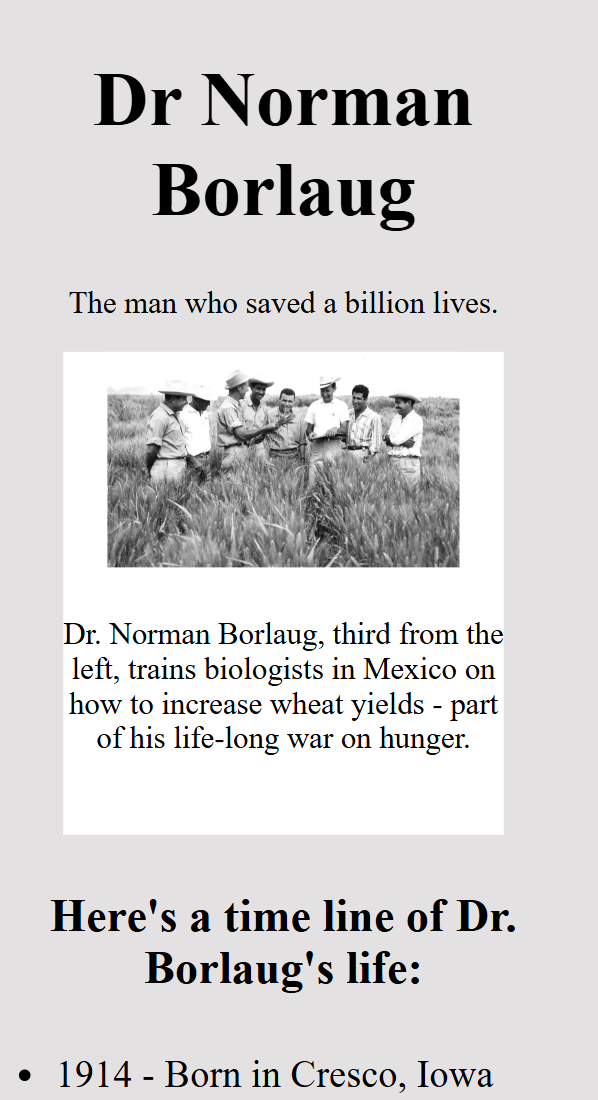 Dr Norman
Borlaug
The man who saved a billion lives.
Dr. Norman Borlaug, third from the
left, trains biologists in Mexico on
how to increase wheat yields - part
of his life-long war on hunger.
Here's a time line of Dr.
Borlaug's life:
• 1914 - Born in Cresco, Iowa